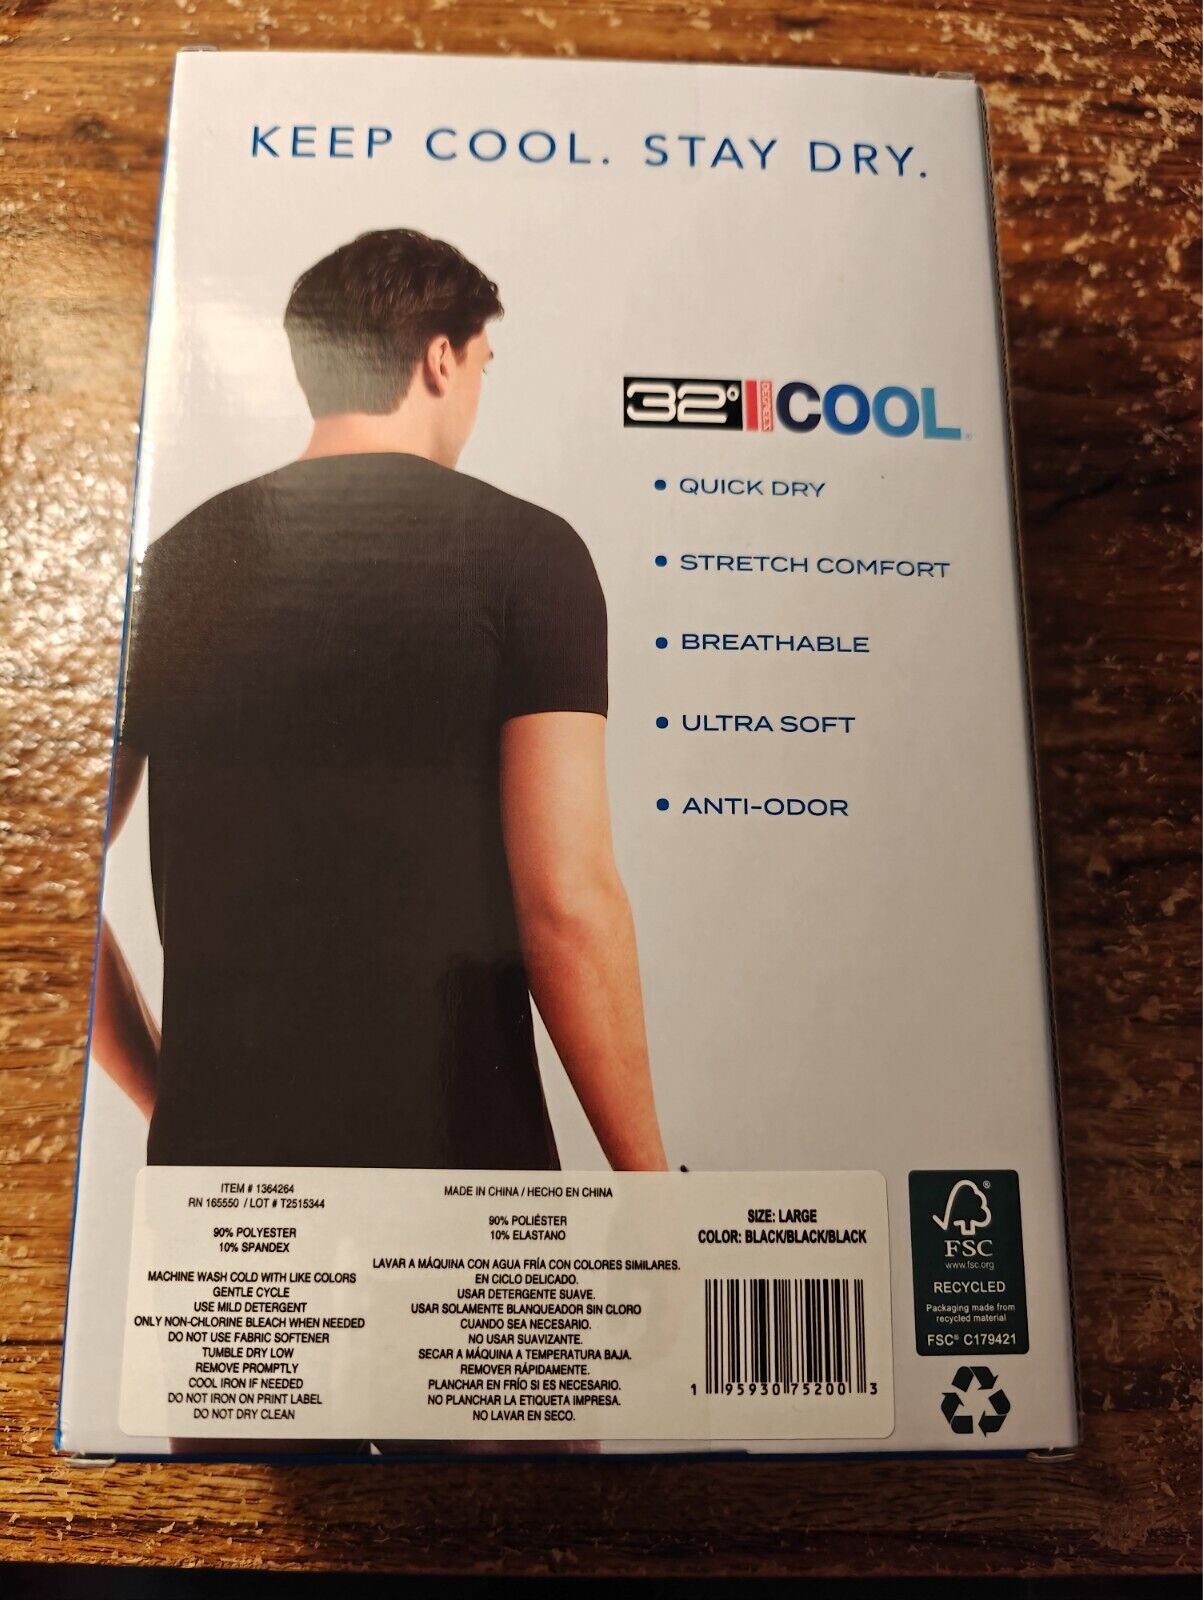 KEEP COOL. STAY DRY.
32° DEGREES COOL®
• QUICK DRY
• STRETCH COMFORT
• BREATHABLE
• ULTRA SOFT
• ANTI-ODOR
ITEM # 1364264
RN 165550 / LOT # T2515344
90% POLYESTER
10% SPANDEX
MACHINE WASH COLD WITH LIKE COLORS
GENTLE CYCLE
USE MILD DETERGENT
ONLY NON-CHLORINE BLEACH WHEN NEEDED
DO NOT USE FABRIC SOFTENER
TUMBLE DRY LOW
REMOVE PROMPTLY
COOL IRON IF NEEDED
DO NOT IRON ON PRINT LABEL
DO NOT DRY CLEAN
MADE IN CHINA / HECHO EN CHINA
90% POLIÉSTER
10% ELASTANO
LAVAR A MÁQUINA CON AGUA FRÍA CON COLORES SIMILARES.
EN CICLO DELICADO.
USAR DETERGENTE SUAVE.
USAR SOLAMENTE BLANQUEADOR SIN CLORO
CUANDO SEA NECESARIO.
NO USAR SUAVIZANTE.
SECAR A MÁQUINA A TEMPERATURA BAJA.
REMOVER RÁPIDAMENTE.
PLANCHAR EN FRÍO SI ES NECESARIO.
NO PLANCHAR LA ETIQUETA IMPRESA.
NO LAVAR EN SECO.
SIZE: LARGE
COLOR: BLACK/BLACK/BLACK
1 95930 75200 3
®
FSC
www.fsc.org
RECYCLED
Packaging made from
recycled material
FSC® C179421